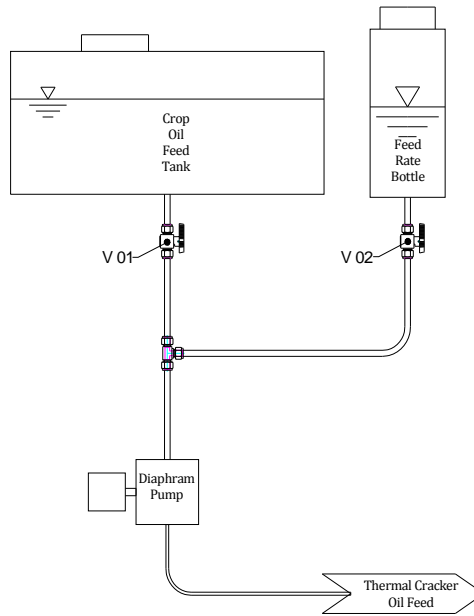 Crop
Oil
Feed
Tank
Feed
Rate
Bottle
V 01
V 02
Diaphram
Pump
Thermal Cracker
Oil Feed